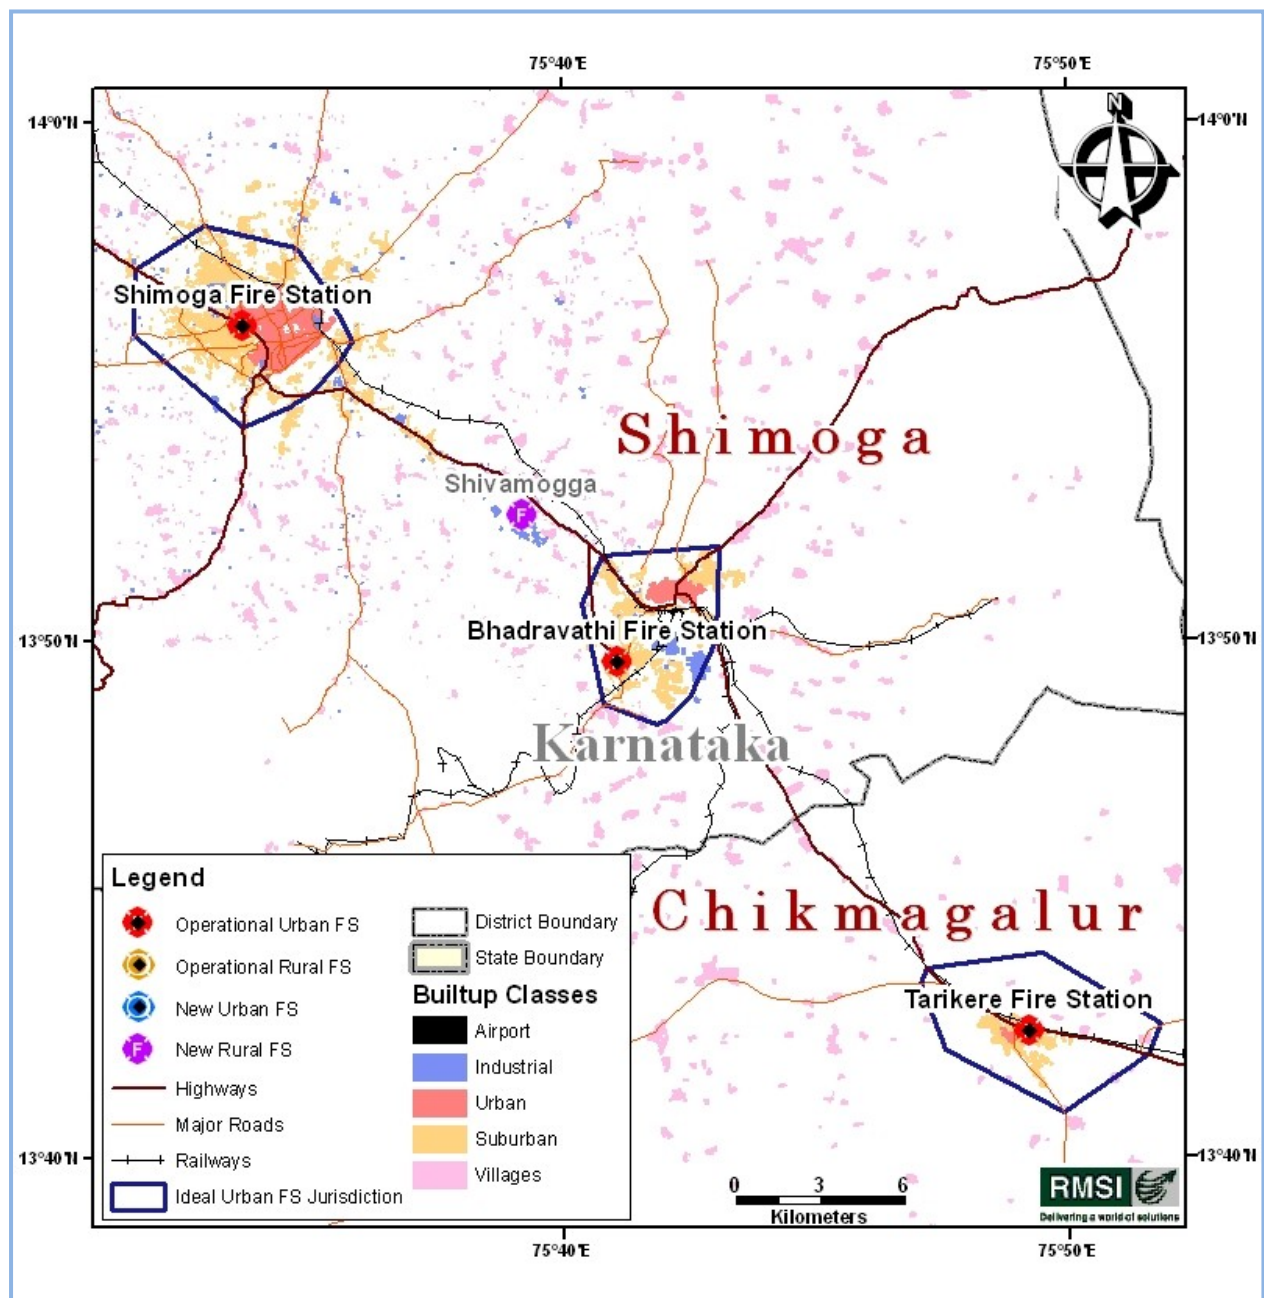 75°40'E
75°50'E
14°0'N
14°0'N
N
Shimoga Fire Station
Shimoga
Shivamogga
F
13°50'N
Bhadravathi Fire Station
13°50'N
Karnataka
Chikmagalur
Tarikere Fire Station
Legend
Operational Urban FS
Operational Rural FS
New Urban FS
F
New Rural FS
Highways
Major Roads
Railways
Ideal Urban FS Jurisdiction
District Boundary
State Boundary
Builtup Classes
Airport
Industrial
Urban
Suburban
Villages
13°40'N
13°40'N
0 3 6
Kilometers
RMSI
Delivering a world of solutions
75°40'E
75°50'E